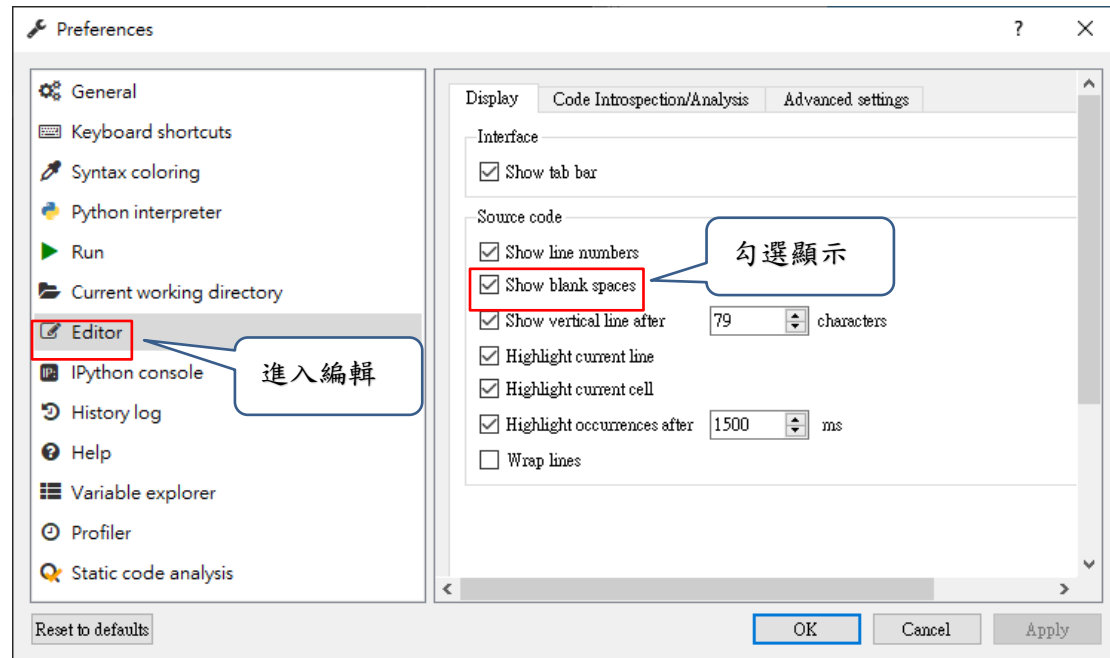 Preferences
?
General
Keyboard shortcuts
Syntax coloring
Python interpreter
Run
Current working directory
Editor
進入編輯
IPython console
History log
Help
Variable explorer
Profiler
Static code analysis
Display Code Introspection/Analysis Advanced settings
Interface
Show tab bar
Source code
Show line numbers
勾選顯示
Show blank spaces
Show vertical line after 79 characters
Highlight current line
Highlight current cell
Highlight occurrences after 1500 ms
Wrap lines
Reset to defaults
OK Cancel Apply